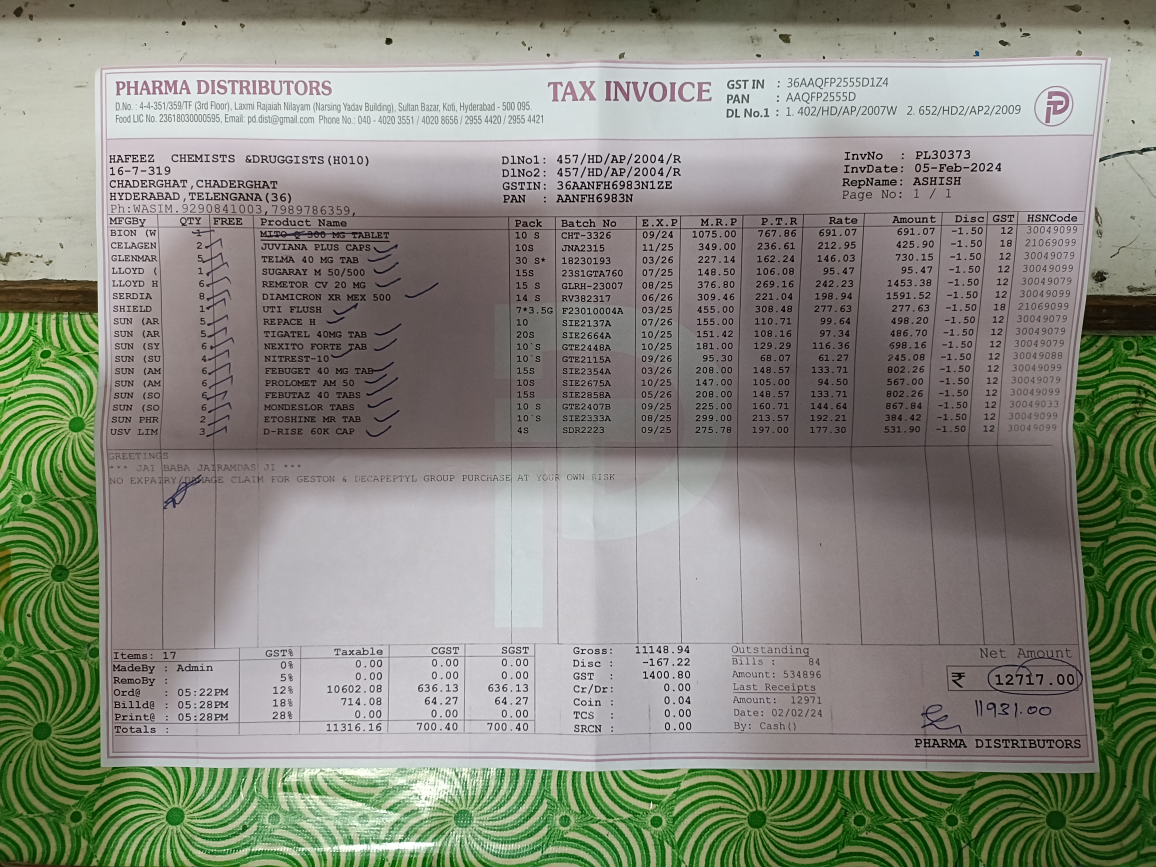 PHARMA DISTRIBUTORS TAX INVOICE GST IN : 36AAQFP2555D1Z4
D.No. : 4-4-351/359/TF (3rd Floor), Laxmi Rajaiah Nilayam (Narsing Yadav Building), Sultan Bazar, Koti, Hyderabad - 500 095. PAN : AAQFP2555D
Food LIC No. 23618030000595, Email: pd.dist@gmail.com Phone No.: 040 - 4020 3551 / 4020 8656 / 2955 4420 / 2955 4421 DL No.1 : 1. 402/HD/AP/2007W 2. 652/HD2/AP2/2009
HAFEEZ CHEMISTS &DRUGGISTS(H010) DlNo1: 457/HD/AP/2004/R InvNo : PL30373
16-7-319 DlNo2: 457/HD/AP/2004/R InvDate: 05-Feb-2024
CHADERGHAT,CHADERGHAT GSTIN: 36AANFH6983N1ZE RepName: ASHISH
HYDERABAD,TELENGANA(36) PAN : AANFH6983N Page No: 1 / 1
Ph:WASIM.9290841003,7989786359,
MFGBy QTY FREE Product Name Pack Batch No E.X.P M.R.P P.T.R Rate Amount Disc GST HSNCode
BION (W 1 MITO Q 300 MG TABLET 10 S CHT-3326 09/24 1075.00 767.86 691.07 691.07 -1.50 12 30049099
CELAGEN 2 JUVIANA PLUS CAPS 10S JNA2315 11/25 349.00 236.61 212.95 425.90 -1.50 18 21069099
GLENMAR 5 TELMA 40 MG TAB 30 S* 18230193 03/26 227.14 162.24 146.03 730.15 -1.50 12 30049079
LLOYD ( 1 SUGARAY M 50/500 15S 23S1GTA760 07/25 148.50 106.08 95.47 95.47 -1.50 12 30049099
LLOYD H 6 REMETOR CV 20 MG 15 S GLRH-23007 08/25 376.80 269.16 242.23 1453.38 -1.50 12 30049099
SERDIA 8 DIAMICRON XR MEX 500 14 S RV382317 06/26 309.46 221.04 198.94 1591.52 -1.50 12 30049099
SHIELD 1 UTI FLUSH 7*3.5G F23010004A 03/25 455.00 308.48 277.63 277.63 -1.50 18 21069099
SUN (AR 5 REPACE H 10 SIE2137A 07/26 155.00 110.71 99.64 498.20 -1.50 12 30049079
SUN (AR 5 TIGATEL 40MG TAB 20S SIE2664A 10/25 151.42 108.16 97.34 486.70 -1.50 12 30049079
SUN (SY 6 NEXITO FORTE TAB 10`S GTE2448A 10/25 181.00 129.29 116.36 698.16 -1.50 12 30049099
SUN (SU 4 NITREST-10 10`S GTE2115A 09/26 95.30 68.07 61.27 245.08 -1.50 12 30049088
SUN (AM 6 FEBUGET 40 MG TAB 15S SIE2354A 03/26 208.00 148.57 133.71 802.26 -1.50 12 30049099
SUN (AM 6 PROLOMET AM 50 10S SIE2675A 10/25 147.00 105.00 94.50 567.00 -1.50 12 30049079
SUN (SO 6 FEBUTAZ 40 TABS 15S SIE2858A 05/26 208.00 148.57 133.71 802.26 -1.50 12 30049099
SUN (SO 6 MONDESLOR TABS 10 S GTE2407B 09/25 225.00 160.71 144.64 867.84 -1.50 12 30049033
SUN PHR 2 ETOSHINE MR TAB 10`S SIE2333A 08/25 299.00 213.57 192.21 384.42 -1.50 12 30049099
USV LIM 3 D-RISE 60K CAP 4S SDR2223 09/25 275.78 197.00 177.30 531.90 -1.50 12 30049099
GREETINGS
*** JAI BABA JAIRAMDAS JI ***
NO EXPAIRY/DAMAGE CLAIM FOR GESTON & DECAPEPTYL GROUP PURCHASE AT YOUR OWN RISK
Items: 17 GST% Taxable CGST SGST Gross: 11148.94 Outstanding Net Amount
MadeBy : Admin 0% 0.00 0.00 0.00 Disc : -167.22 Bills : 84
RemoBy : 5% 0.00 0.00 0.00 GST : 1400.80 Amount: 534896 ₹ 12717.00
Ord@ : 05:22PM 12% 10602.08 636.13 636.13 Cr/Dr: 0.00 Last Receipts
Billd@ : 05:28PM 18% 714.08 64.27 64.27 Coin : 0.04 Amount: 12971 11931.00
Print@ : 05:28PM 28% 0.00 0.00 0.00 TCS : 0.00 Date: 02/02/24
Totals : 11316.16 700.40 700.40 SRCN : 0.00 By: Cash()
PHARMA DISTRIBUTORS